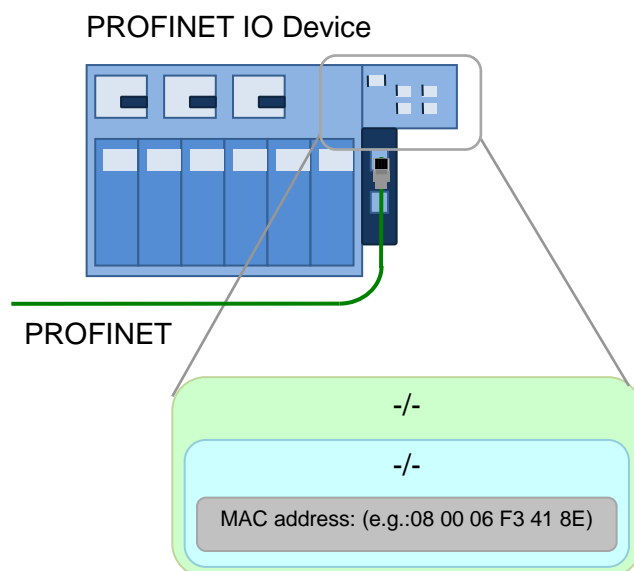 PROFINET IO Device
PROFINET
-/-
-/-
MAC address: (e.g.:08 00 06 F3 41 8E)